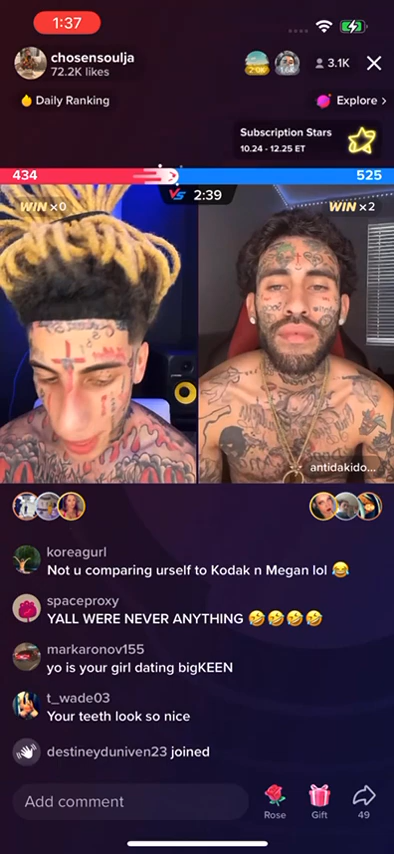 1:37
chosensoulja
72.2K likes
3.1K
Daily Ranking
Explore >
Subscription Stars
10.24 - 12.25 ET
434
525
VS 2:39
WIN x0
WIN x2
antidakido...
koreagurl
Not u comparing urself to Kodak n Megan lol 😂
spaceproxy
YALL WERE NEVER ANYTHING 🤣🤣🤣🤣
markaronov155
yo is your girl dating bigKEEN
t_wade03
Your teeth look so nice
destineyduniven23 joined
Add comment
Rose
Gift
49